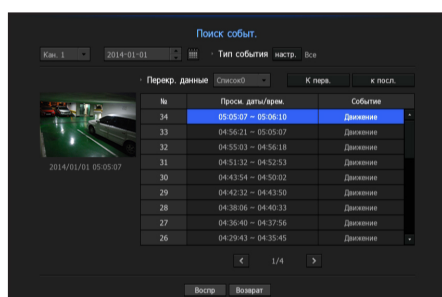 Поиск событ.
Кан. 1 2014-01-01 Тип события настр. Все
Перекр. данные Список0 К перв. к посл.
№ Просм. даты/врем. Событие
34 05:05:07 ~ 05:06:10 Движение
33 04:56:21 ~ 05:05:07 Движение
32 04:55:03 ~ 04:56:18 Движение
31 04:51:32 ~ 04:52:53 Движение
30 04:43:54 ~ 04:50:02 Движение
29 04:42:32 ~ 04:43:50 Движение
28 04:38:06 ~ 04:40:33 Движение
27 04:36:40 ~ 04:37:56 Движение
26 04:29:43 ~ 04:35:45 Движение
2014/01/01 05:05:07
< 1/4 >
Воспр Возврат